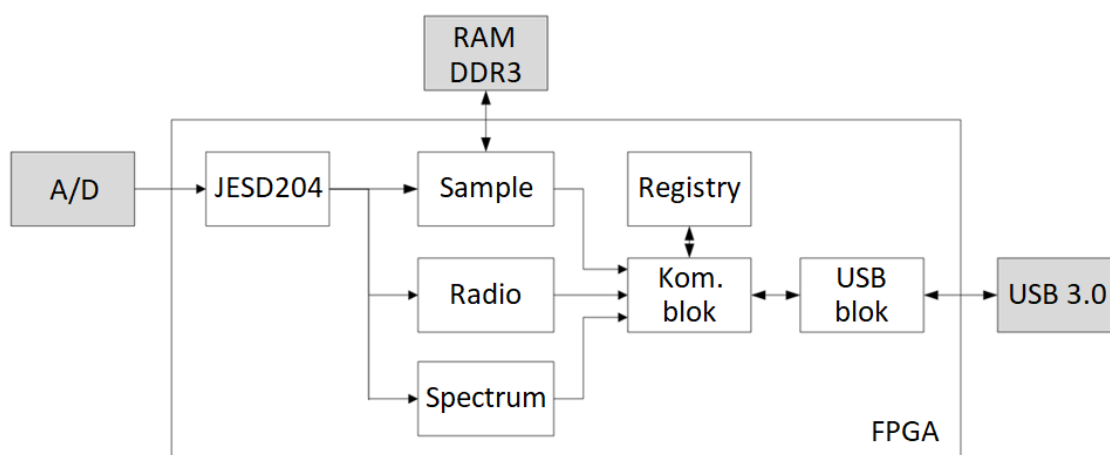 RAM
DDR3
A/D
JESD204
Sample
Registry
Radio
Kom.
blok
USB
blok
USB 3.0
Spectrum
FPGA